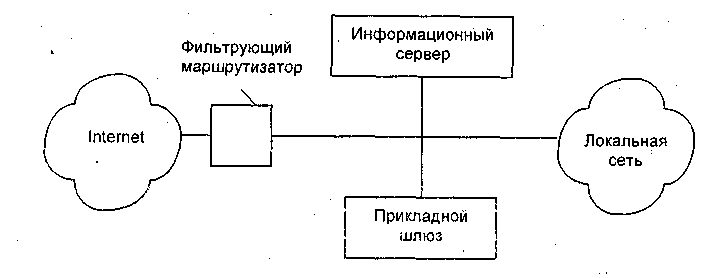 Фильтрующий
маршрутизатор
Информационный
сервер
Internet
Локальная
сеть
Прикладной
шлюз